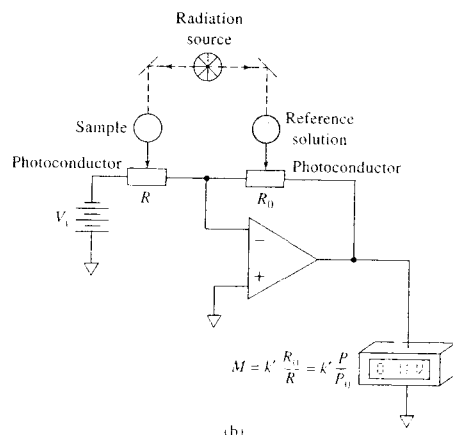 Radiation
source
Sample
Reference
solution
Photoconductor
Photoconductor
R
R₀
Vᵢ
−
+
M = k′ R₀/R = k′ P/P₀
(b)